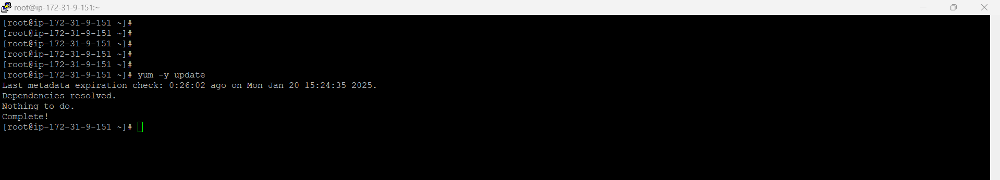 root@ip-172-31-9-151:~
[root@ip-172-31-9-151 ~]#
[root@ip-172-31-9-151 ~]#
[root@ip-172-31-9-151 ~]#
[root@ip-172-31-9-151 ~]#
[root@ip-172-31-9-151 ~]#
[root@ip-172-31-9-151 ~]# yum -y update
Last metadata expiration check: 0:26:02 ago on Mon Jan 20 15:24:35 2025.
Dependencies resolved.
Nothing to do.
Complete!
[root@ip-172-31-9-151 ~]#